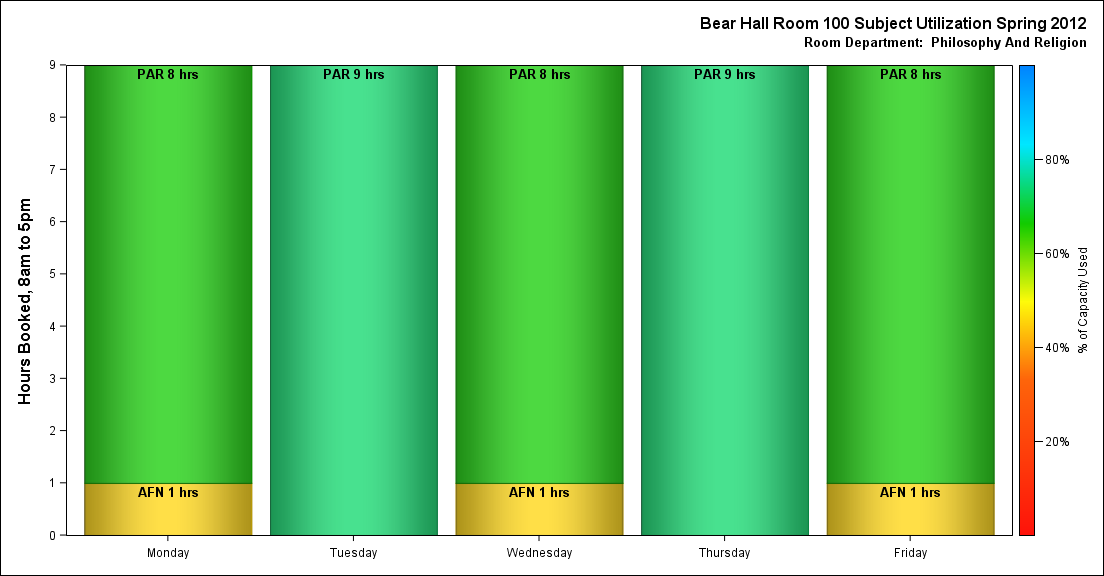 Bear Hall Room 100 Subject Utilization Spring 2012
Room Department:  Philosophy And Religion
Hours Booked, 8am to 5pm
9
8
7
6
5
4
3
2
1
0
PAR 8 hrs
PAR 9 hrs
PAR 8 hrs
PAR 9 hrs
PAR 8 hrs
AFN 1 hrs
AFN 1 hrs
AFN 1 hrs
Monday
Tuesday
Wednesday
Thursday
Friday
80%
60%
40%
20%
% of Capacity Used